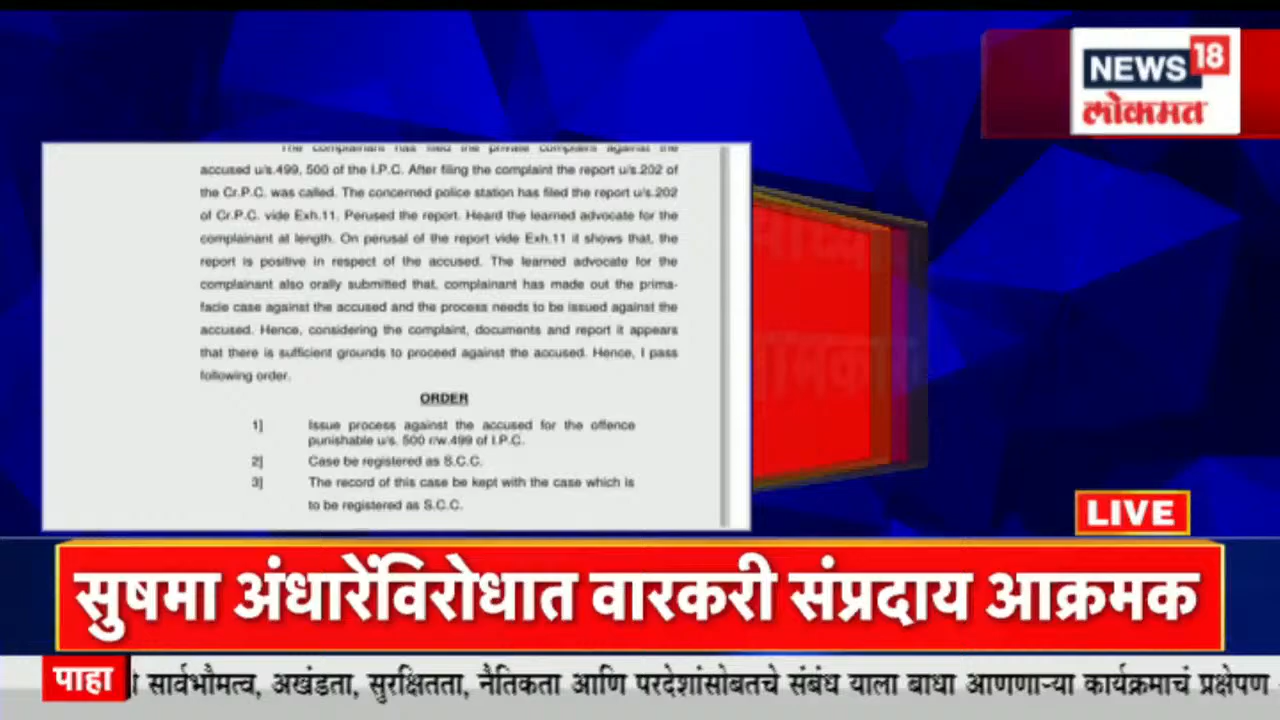 NEWS 18
लोकमत
The complainant has filed the private complaint against the
accused u/s.499, 500 of the I.P.C. After filing the complaint the report u/s.202 of
the Cr.P.C. was called. The concerned police station has filed the report u/s.202
of Cr.P.C. vide Exh.11. Perused the report. Heard the learned advocate for the
complainant at length. On perusal of the report vide Exh.11 it shows that, the
report is positive in respect of the accused. The learned advocate for the
complainant also orally submitted that, complainant has made out the prima-
facie case against the accused and the process needs to be issued against the
accused. Hence, considering the complaint, documents and report it appears
that there is sufficient grounds to proceed against the accused. Hence, I pass
following order.
ORDER
1] Issue process against the accused for the offence
punishable u/s. 500 r/w.499 of I.P.C.
2] Case be registered as S.C.C.
3] The record of this case be kept with the case which is
to be registered as S.C.C.
LIVE
सुषमा अंधारेंविरोधात वारकरी संप्रदाय आक्रमक
पाहा सार्वभौमत्व, अखंडता, सुरक्षितता, नैतिकता आणि परदेशांसोबतचे संबंध याला बाधा आणणाऱ्या कार्यक्रमाचं प्रक्षेपण